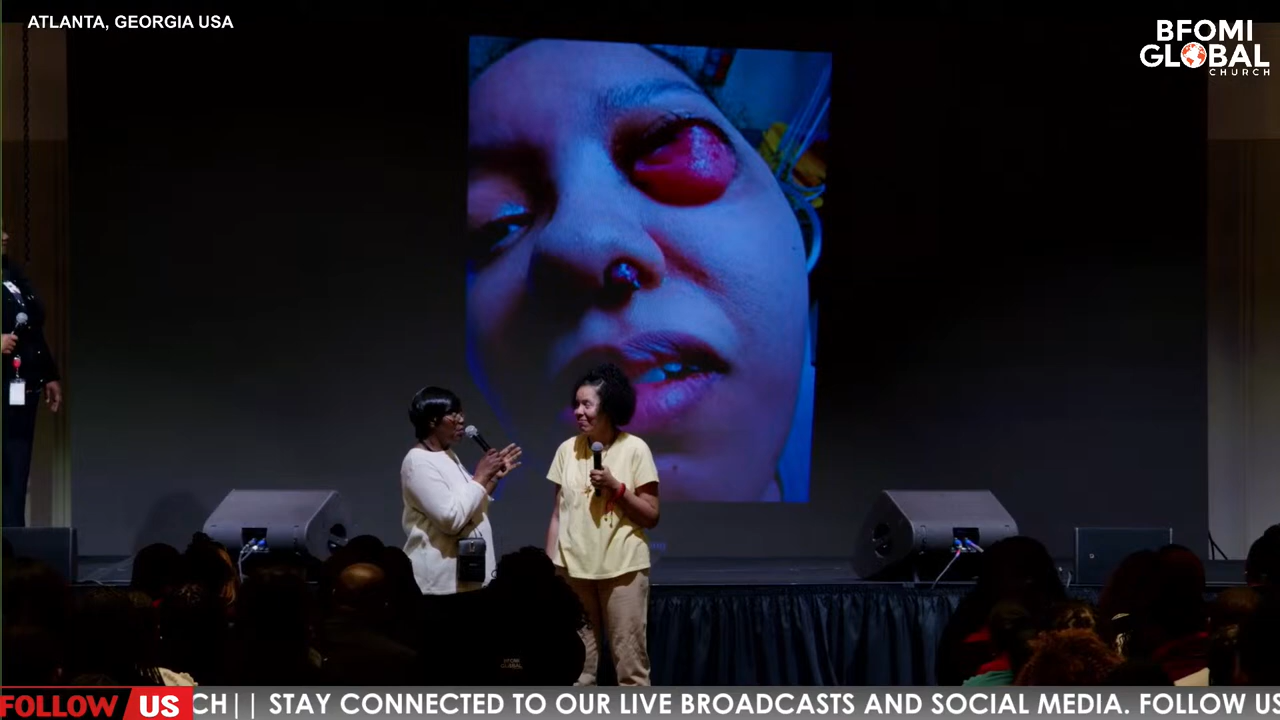 ATLANTA, GEORGIA USA
BFOMI
GLOBAL
CHURCH
FOLLOW US
CH|| STAY CONNECTED TO OUR LIVE BROADCASTS AND SOCIAL MEDIA. FOLLOW US